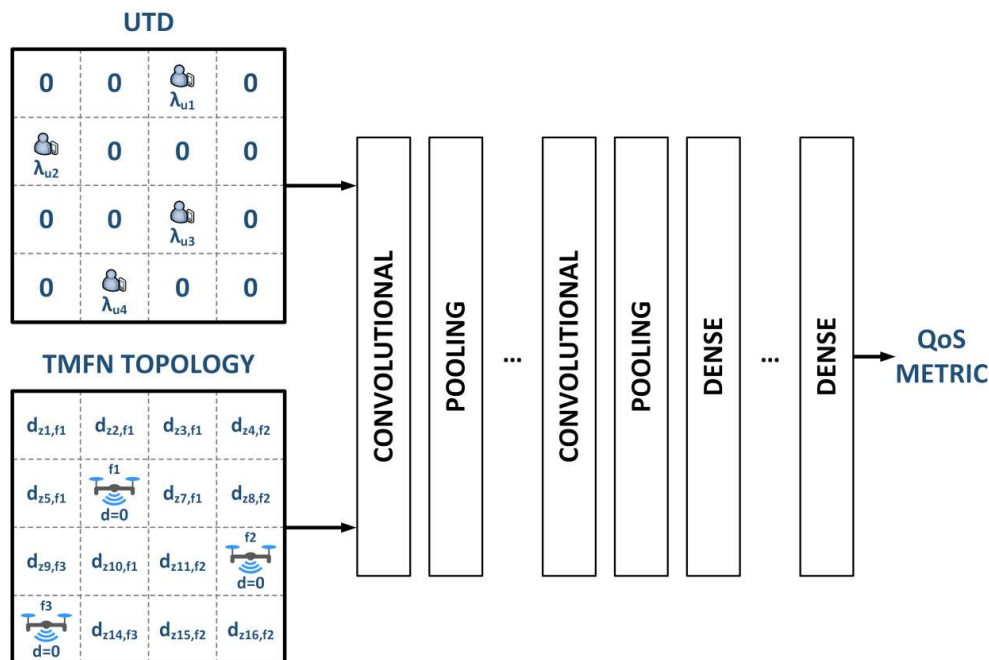 UTD
0 0 0
λu1
0 0 0
λu2
0 0 0
λu3
0 0 0
λu4
TMFN TOPOLOGY
dz1,f1 dz2,f1 dz3,f1 dz4,f2
dz5,f1 f1 d=0 dz7,f1 dz8,f2
dz9,f3 dz10,f1 dz11,f2 f2 d=0
f3 d=0 dz14,f3 dz15,f2 dz16,f2
CONVOLUTIONAL
POOLING
...
CONVOLUTIONAL
POOLING
DENSE
...
DENSE
QoS
METRIC